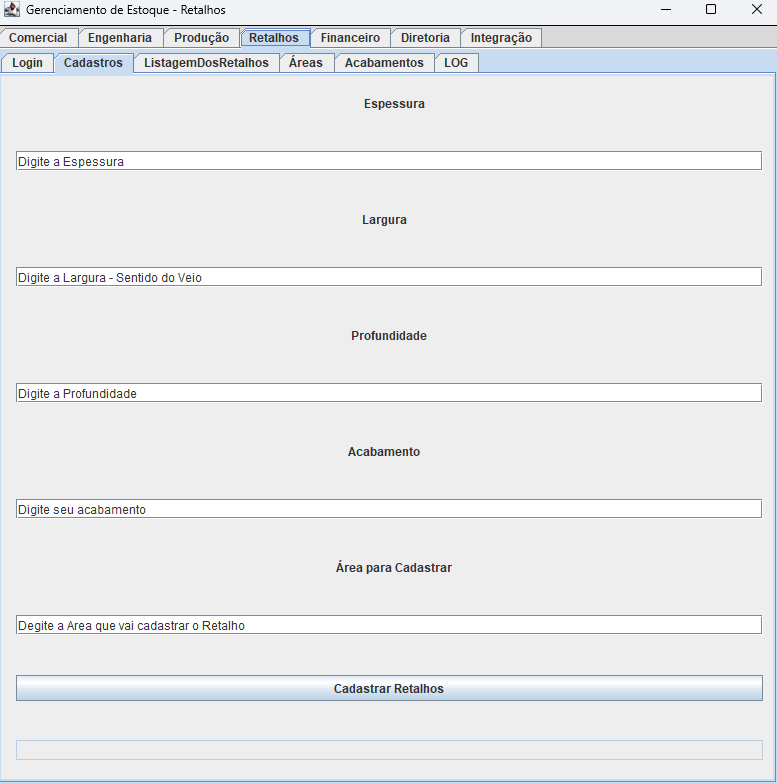 Gerenciamento de Estoque - Retalhos
Comercial Engenharia Produção Retalhos Financeiro Diretoria Integração
Login Cadastros ListagemDosRetalhos Áreas Acabamentos LOG
Espessura
Digite a Espessura
Largura
Digite a Largura - Sentido do Veio
Profundidade
Digite a Profundidade
Acabamento
Digite seu acabamento
Área para Cadastrar
Degite a Area que vai cadastrar o Retalho
Cadastrar Retalhos